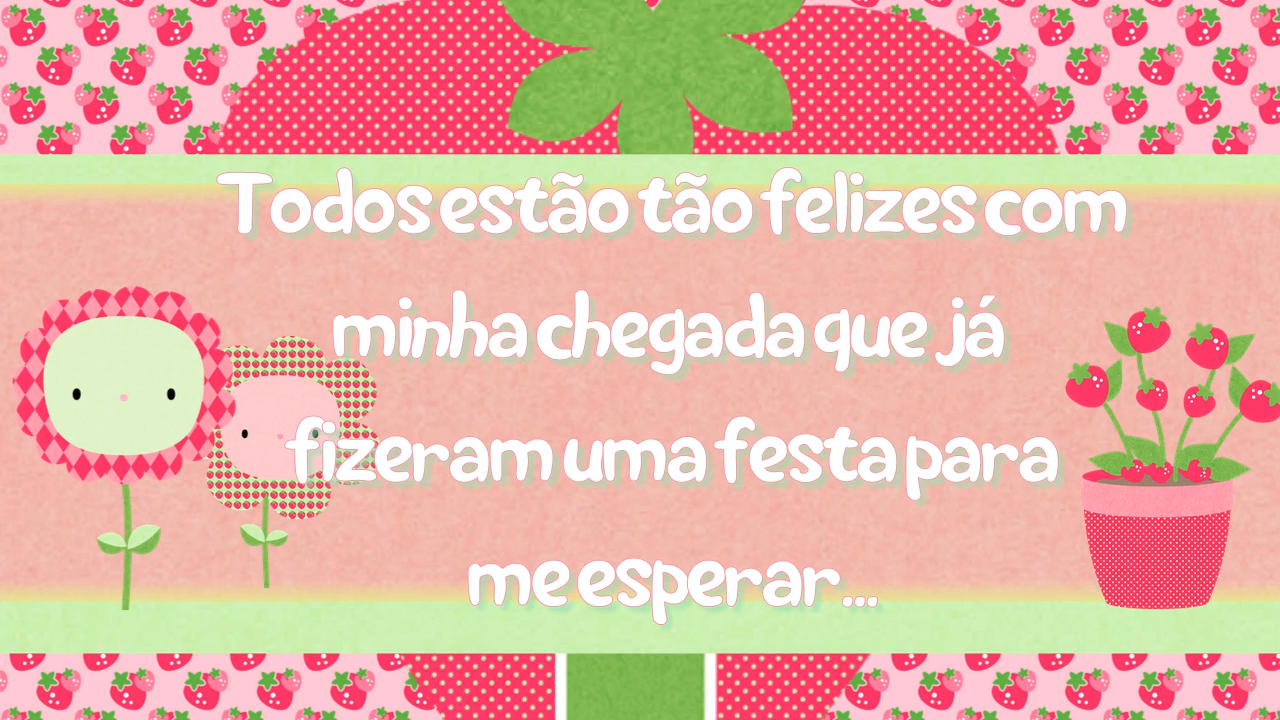 Todos estão tão felizes com
minha chegada que já
fizeram uma festa para
me esperar...